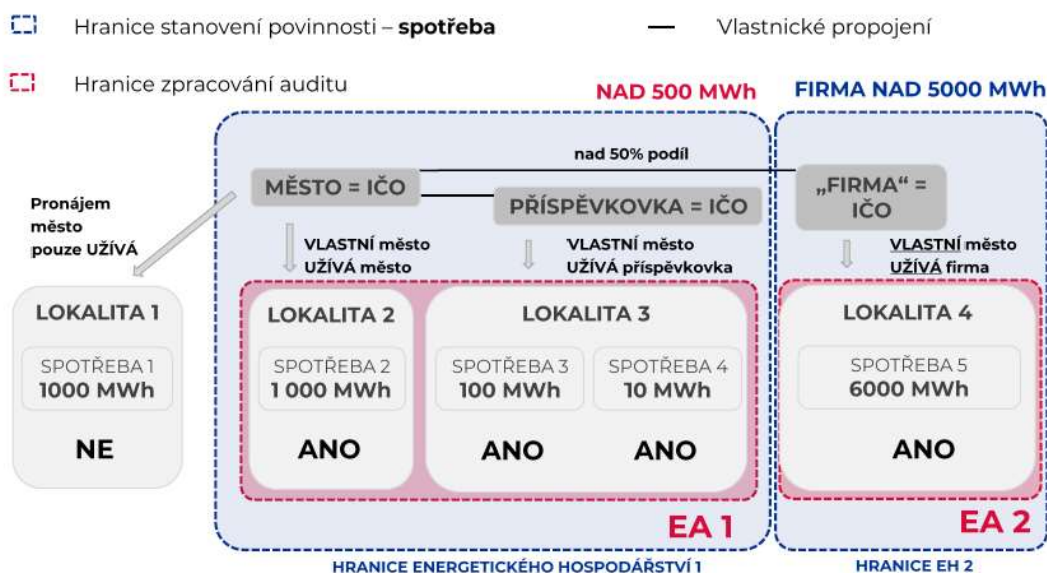 Hranice stanovení povinnosti – spotřeba
Vlastnické propojení
Hranice zpracování auditu
NAD 500 MWh
FIRMA NAD 5000 MWh
nad 50% podíl
MĚSTO = IČO
PŘÍSPĚVKOVKA = IČO
„FIRMA“ =
IČO
Pronájem
město
pouze UŽÍVÁ
VLASTNÍ město
UŽÍVÁ město
VLASTNÍ město
UŽÍVÁ příspěvkovka
VLASTNÍ město
UŽÍVÁ firma
LOKALITA 1
SPOTŘEBA 1
1000 MWh
NE
LOKALITA 2
SPOTŘEBA 2
1 000 MWh
ANO
LOKALITA 3
SPOTŘEBA 3
100 MWh
ANO
SPOTŘEBA 4
10 MWh
ANO
LOKALITA 4
SPOTŘEBA 5
6000 MWh
ANO
EA 1
EA 2
HRANICE ENERGETICKÉHO HOSPODÁŘSTVÍ 1
HRANICE EH 2